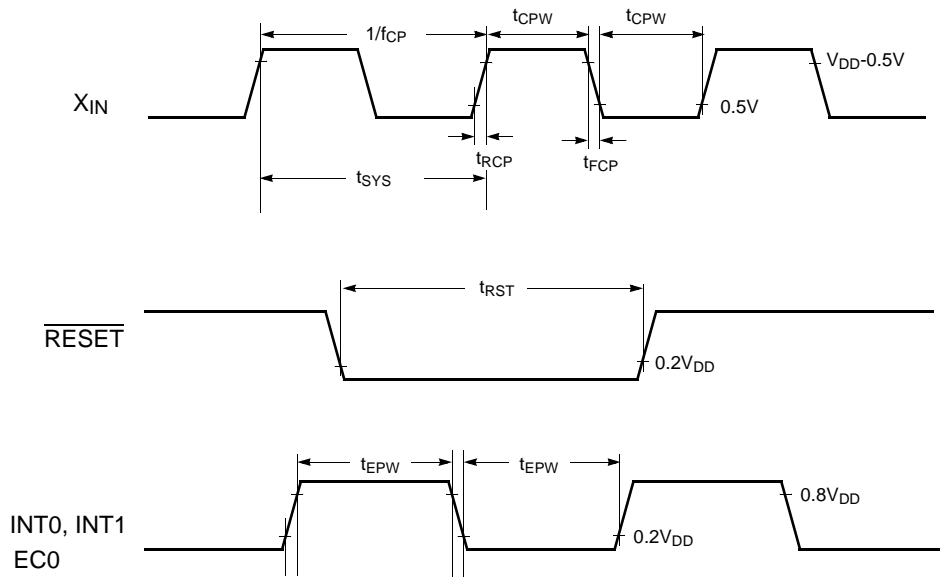 1/fCP
tCPW
tCPW
VDD-0.5V
XIN
0.5V
tRCP
tFCP
tSYS
tRST
RESET
0.2VDD
tEPW
tEPW
0.8VDD
INT0, INT1
0.2VDD
EC0